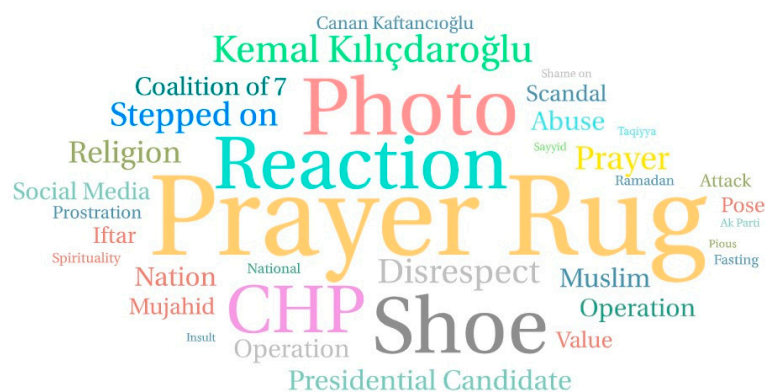 Canan Kaftancıoğlu
Kemal Kılıçdaroğlu
Shame on
Coalition of 7
Photo
Scandal
Stepped on
Abuse
Taqiyya
Religion
Reaction
Sayyid
Prayer
Social Media
Prayer Rug
Ramadan
Attack
Prostration
Pose
Iftar
Ak Parti
Spirituality
Pious
Fasting
Nation
National
Disrespect
Muslim
Mujahid
CHP
Shoe
Operation
Insult
Operation
Value
Presidential Candidate